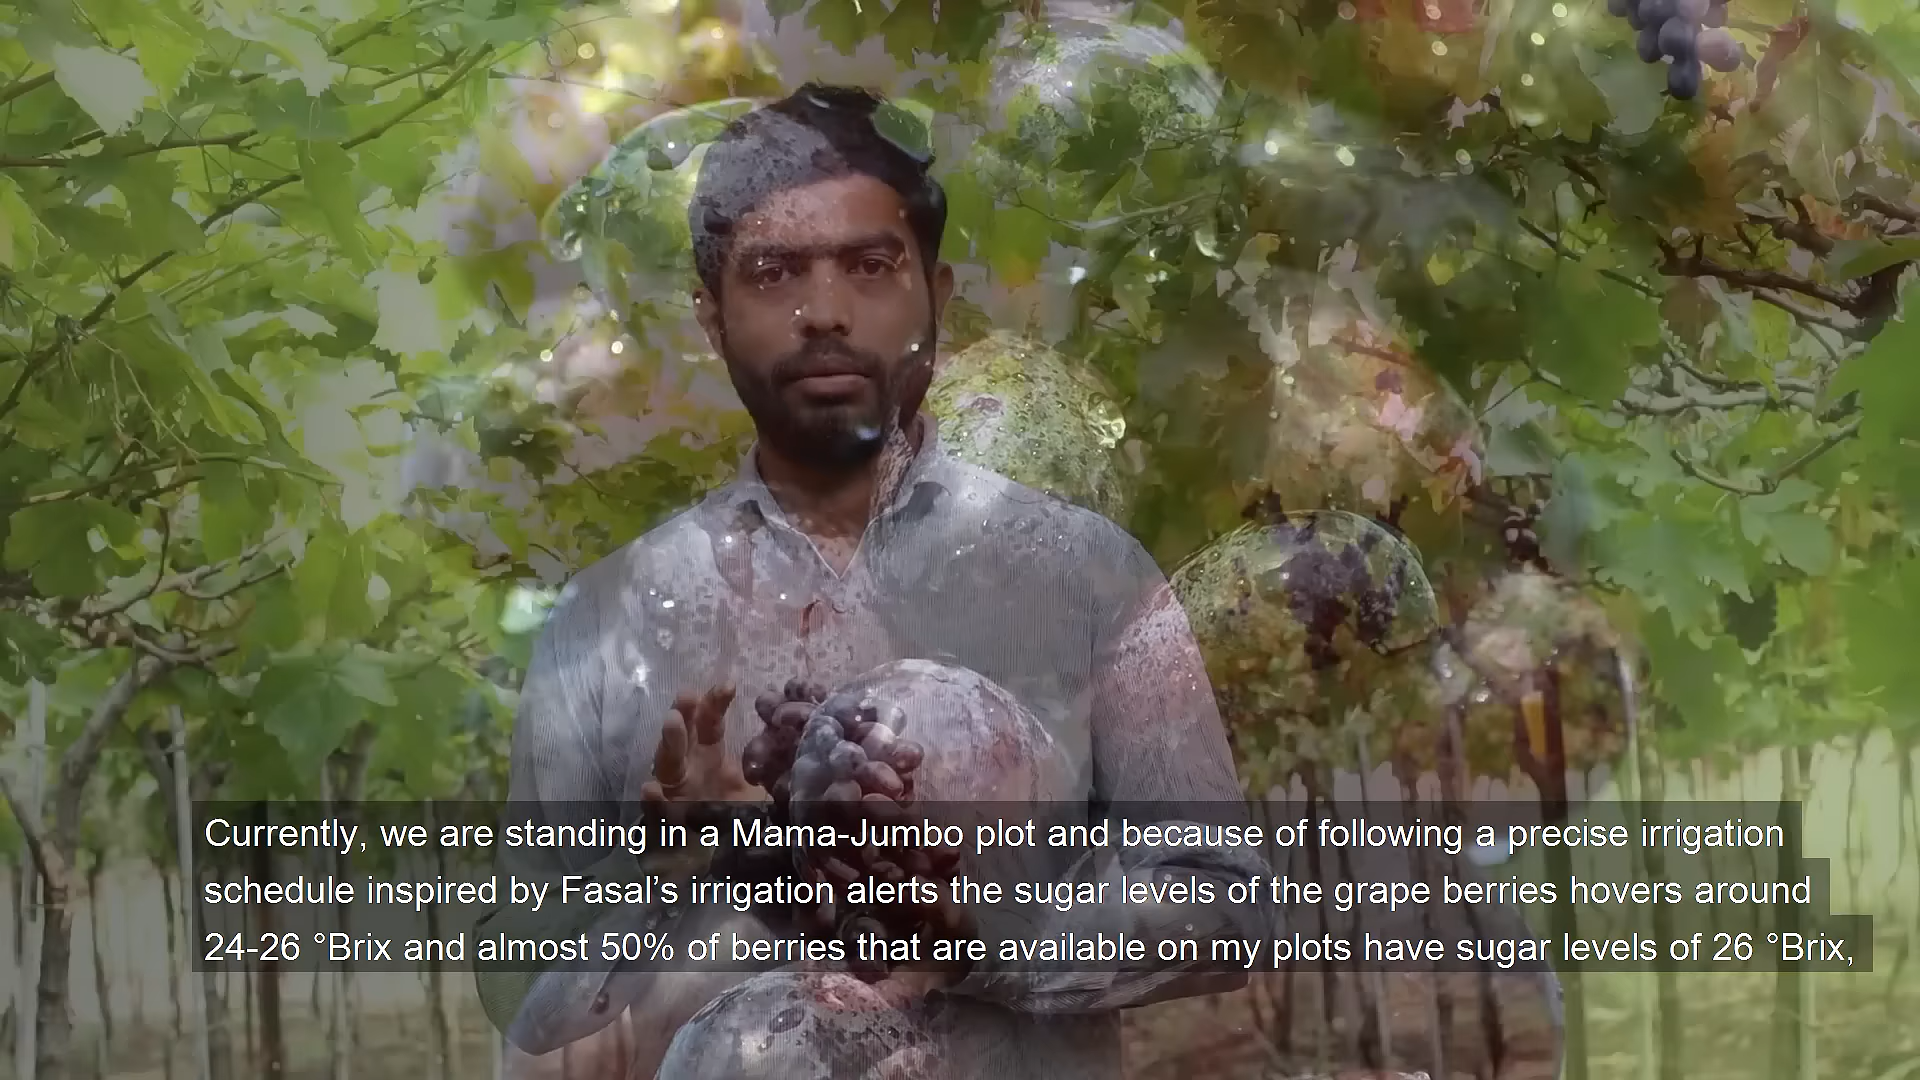 Currently, we are standing in a Mama-Jumbo plot and because of following a precise irrigation
schedule inspired by Fasal’s irrigation alerts the sugar levels of the grape berries hovers around
24-26 °Brix and almost 50% of berries that are available on my plots have sugar levels of 26 °Brix,